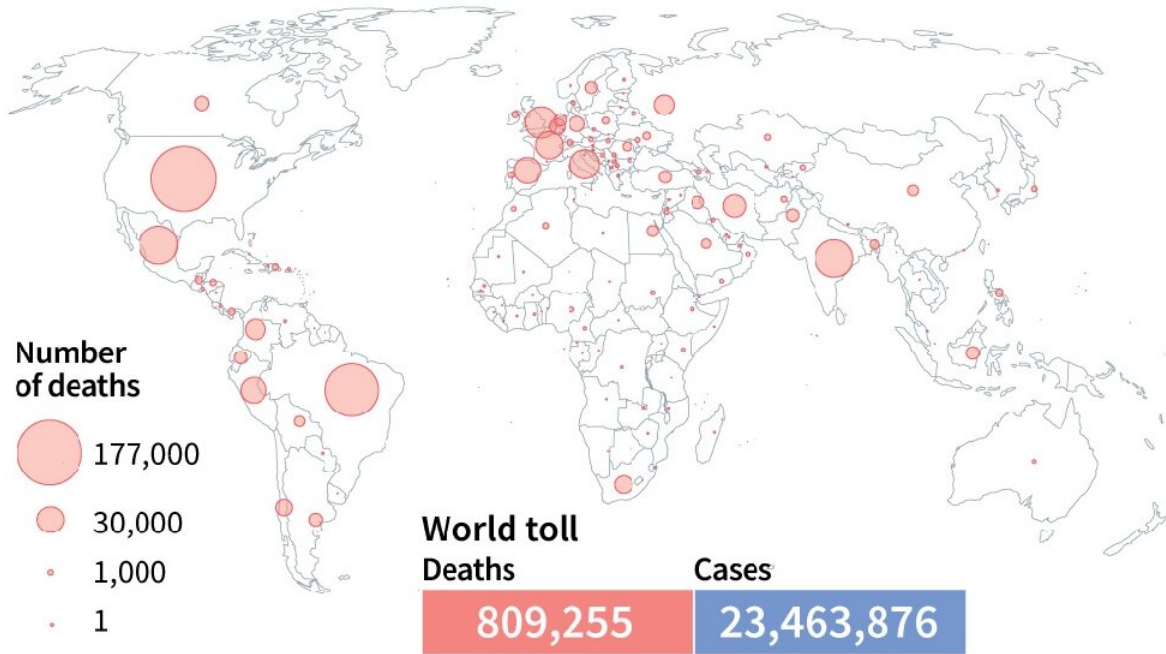 Number
of deaths
177,000
30,000
1,000
1
World toll
Deaths
Cases
809,255
23,463,876